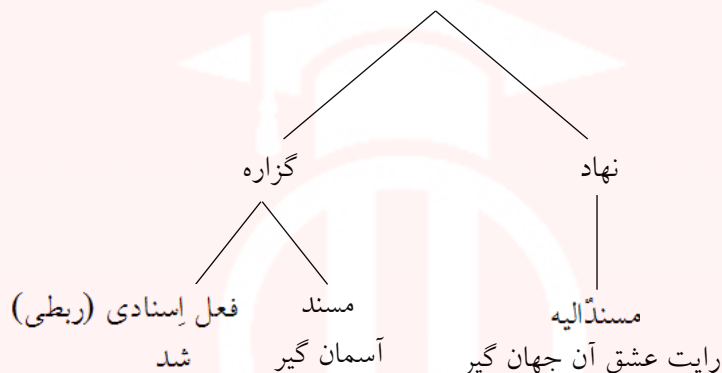 نهاد
گزاره
مسندٌالیه
مسند
فعل اِسنادی (ربطی)
رایت عشق آن جهان گیر
آسمان گیر
شد